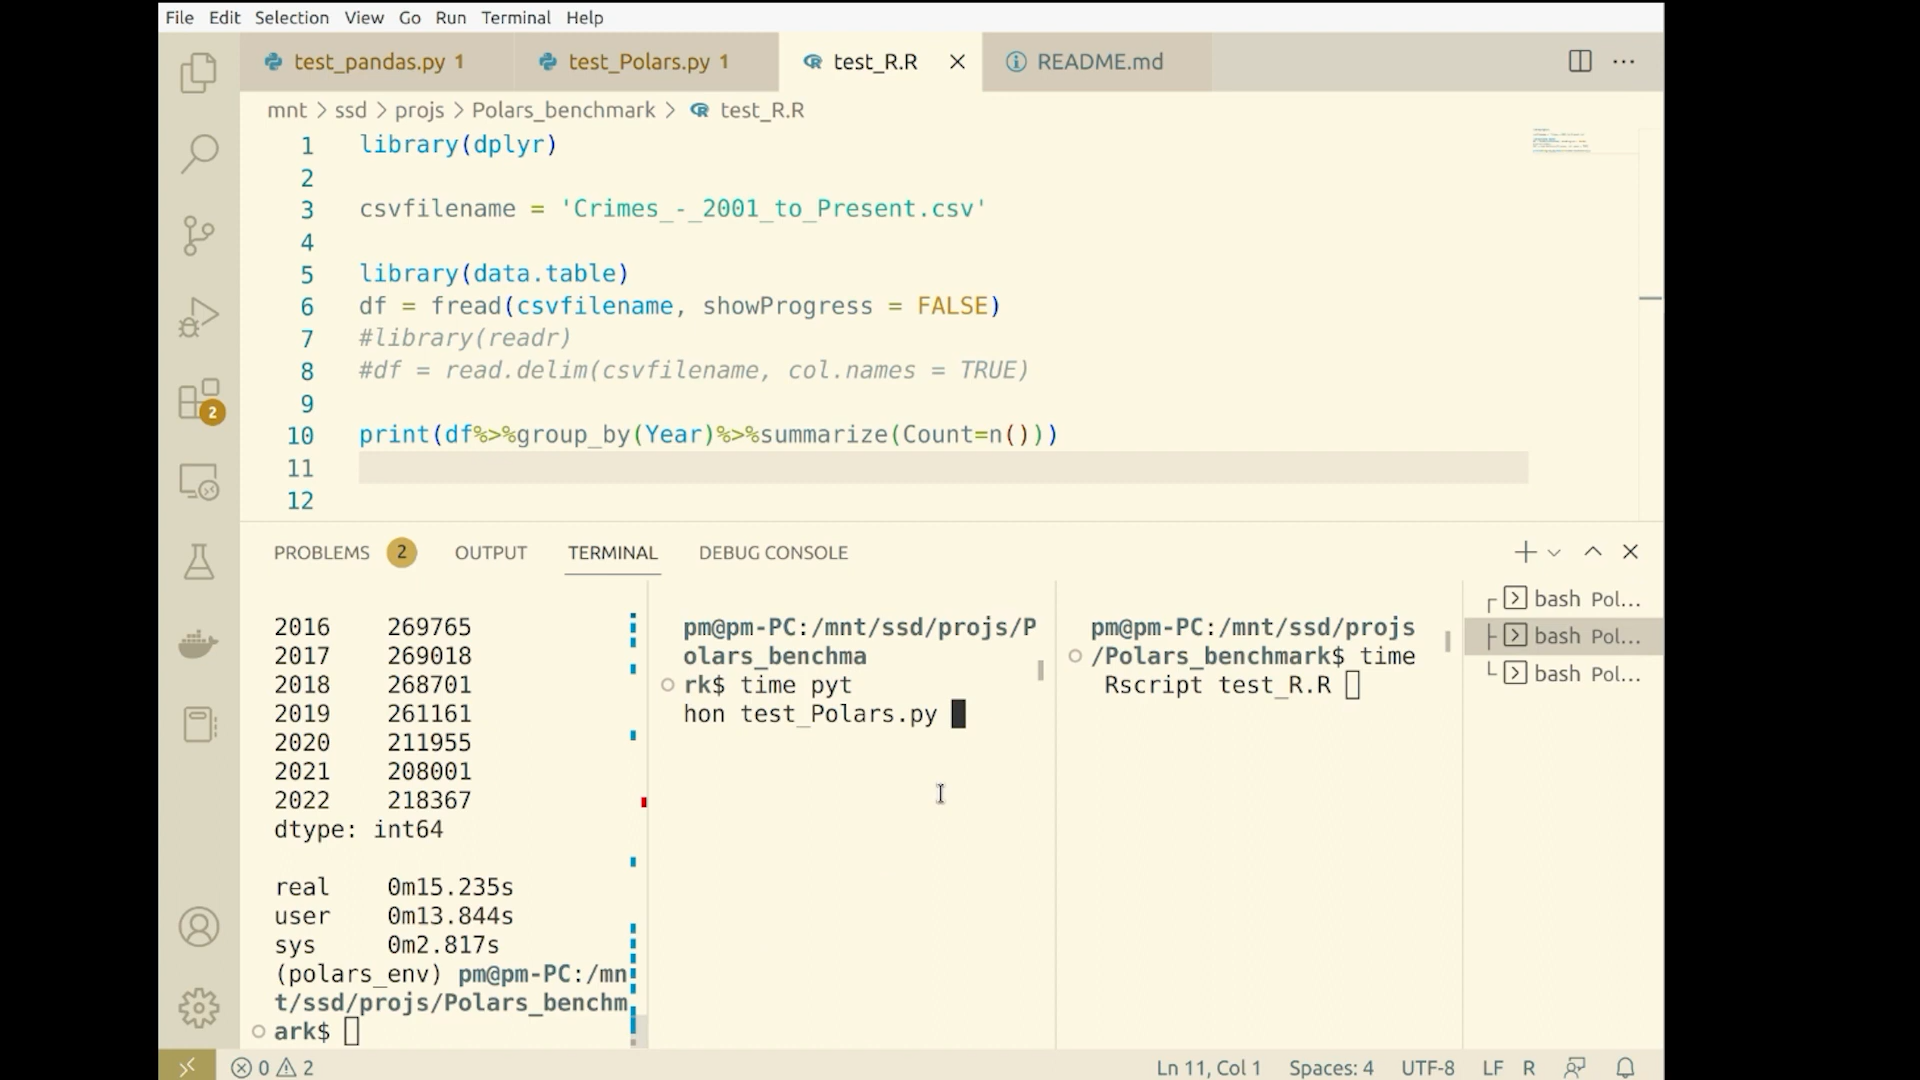 File Edit Selection View Go Run Terminal Help
test_pandas.py 1 test_Polars.py 1 test_R.R README.md
mnt > ssd > projs > Polars_benchmark > test_R.R
1 library(dplyr)
2
3 csvfilename = 'Crimes_-_2001_to_Present.csv'
4
5 library(data.table)
6 df = fread(csvfilename, showProgress = FALSE)
7 #library(readr)
8 #df = read.delim(csvfilename, col.names = TRUE)
9
10 print(df%>%group_by(Year)%>%summarize(Count=n()))
11
12
2
PROBLEMS 2 OUTPUT TERMINAL DEBUG CONSOLE
2016 269765
2017 269018
2018 268701
2019 261161
2020 211955
2021 208001
2022 218367
dtype: int64
real 0m15.235s
user 0m13.844s
sys 0m2.817s
(polars_env) pm@pm-PC:/mn
t/ssd/projs/Polars_benchm
ark$
pm@pm-PC:/mnt/ssd/projs/P
olars_benchma
rk$ time pyt
hon test_Polars.py
pm@pm-PC:/mnt/ssd/projs
/Polars_benchmark$ time
Rscript test_R.R
bash Pol...
bash Pol...
bash Pol...
0 2 Ln 11, Col 1 Spaces: 4 UTF-8 LF R